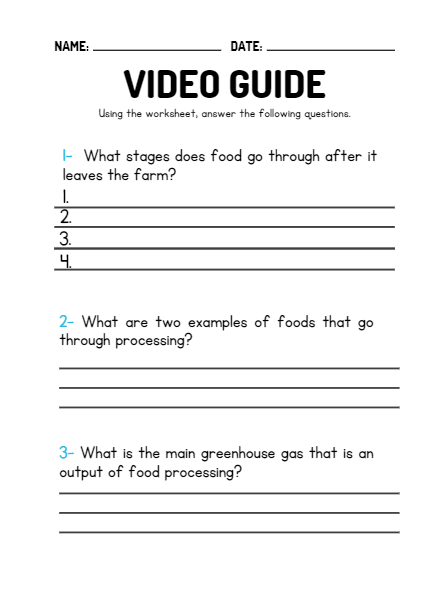 NAME: DATE:
VIDEO GUIDE
Using the worksheet, answer the following questions.
1- What stages does food go through after it
leaves the farm?
1.
2.
3.
4.
2- What are two examples of foods that go
through processing?
3- What is the main greenhouse gas that is an
output of food processing?